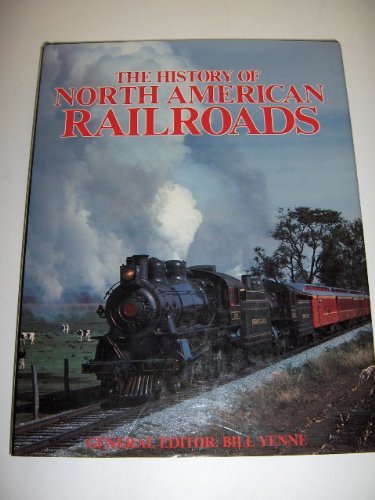 THE HISTORY OF
NORTH AMERICAN
RAILROADS
GENERAL EDITOR: BILL YENNE